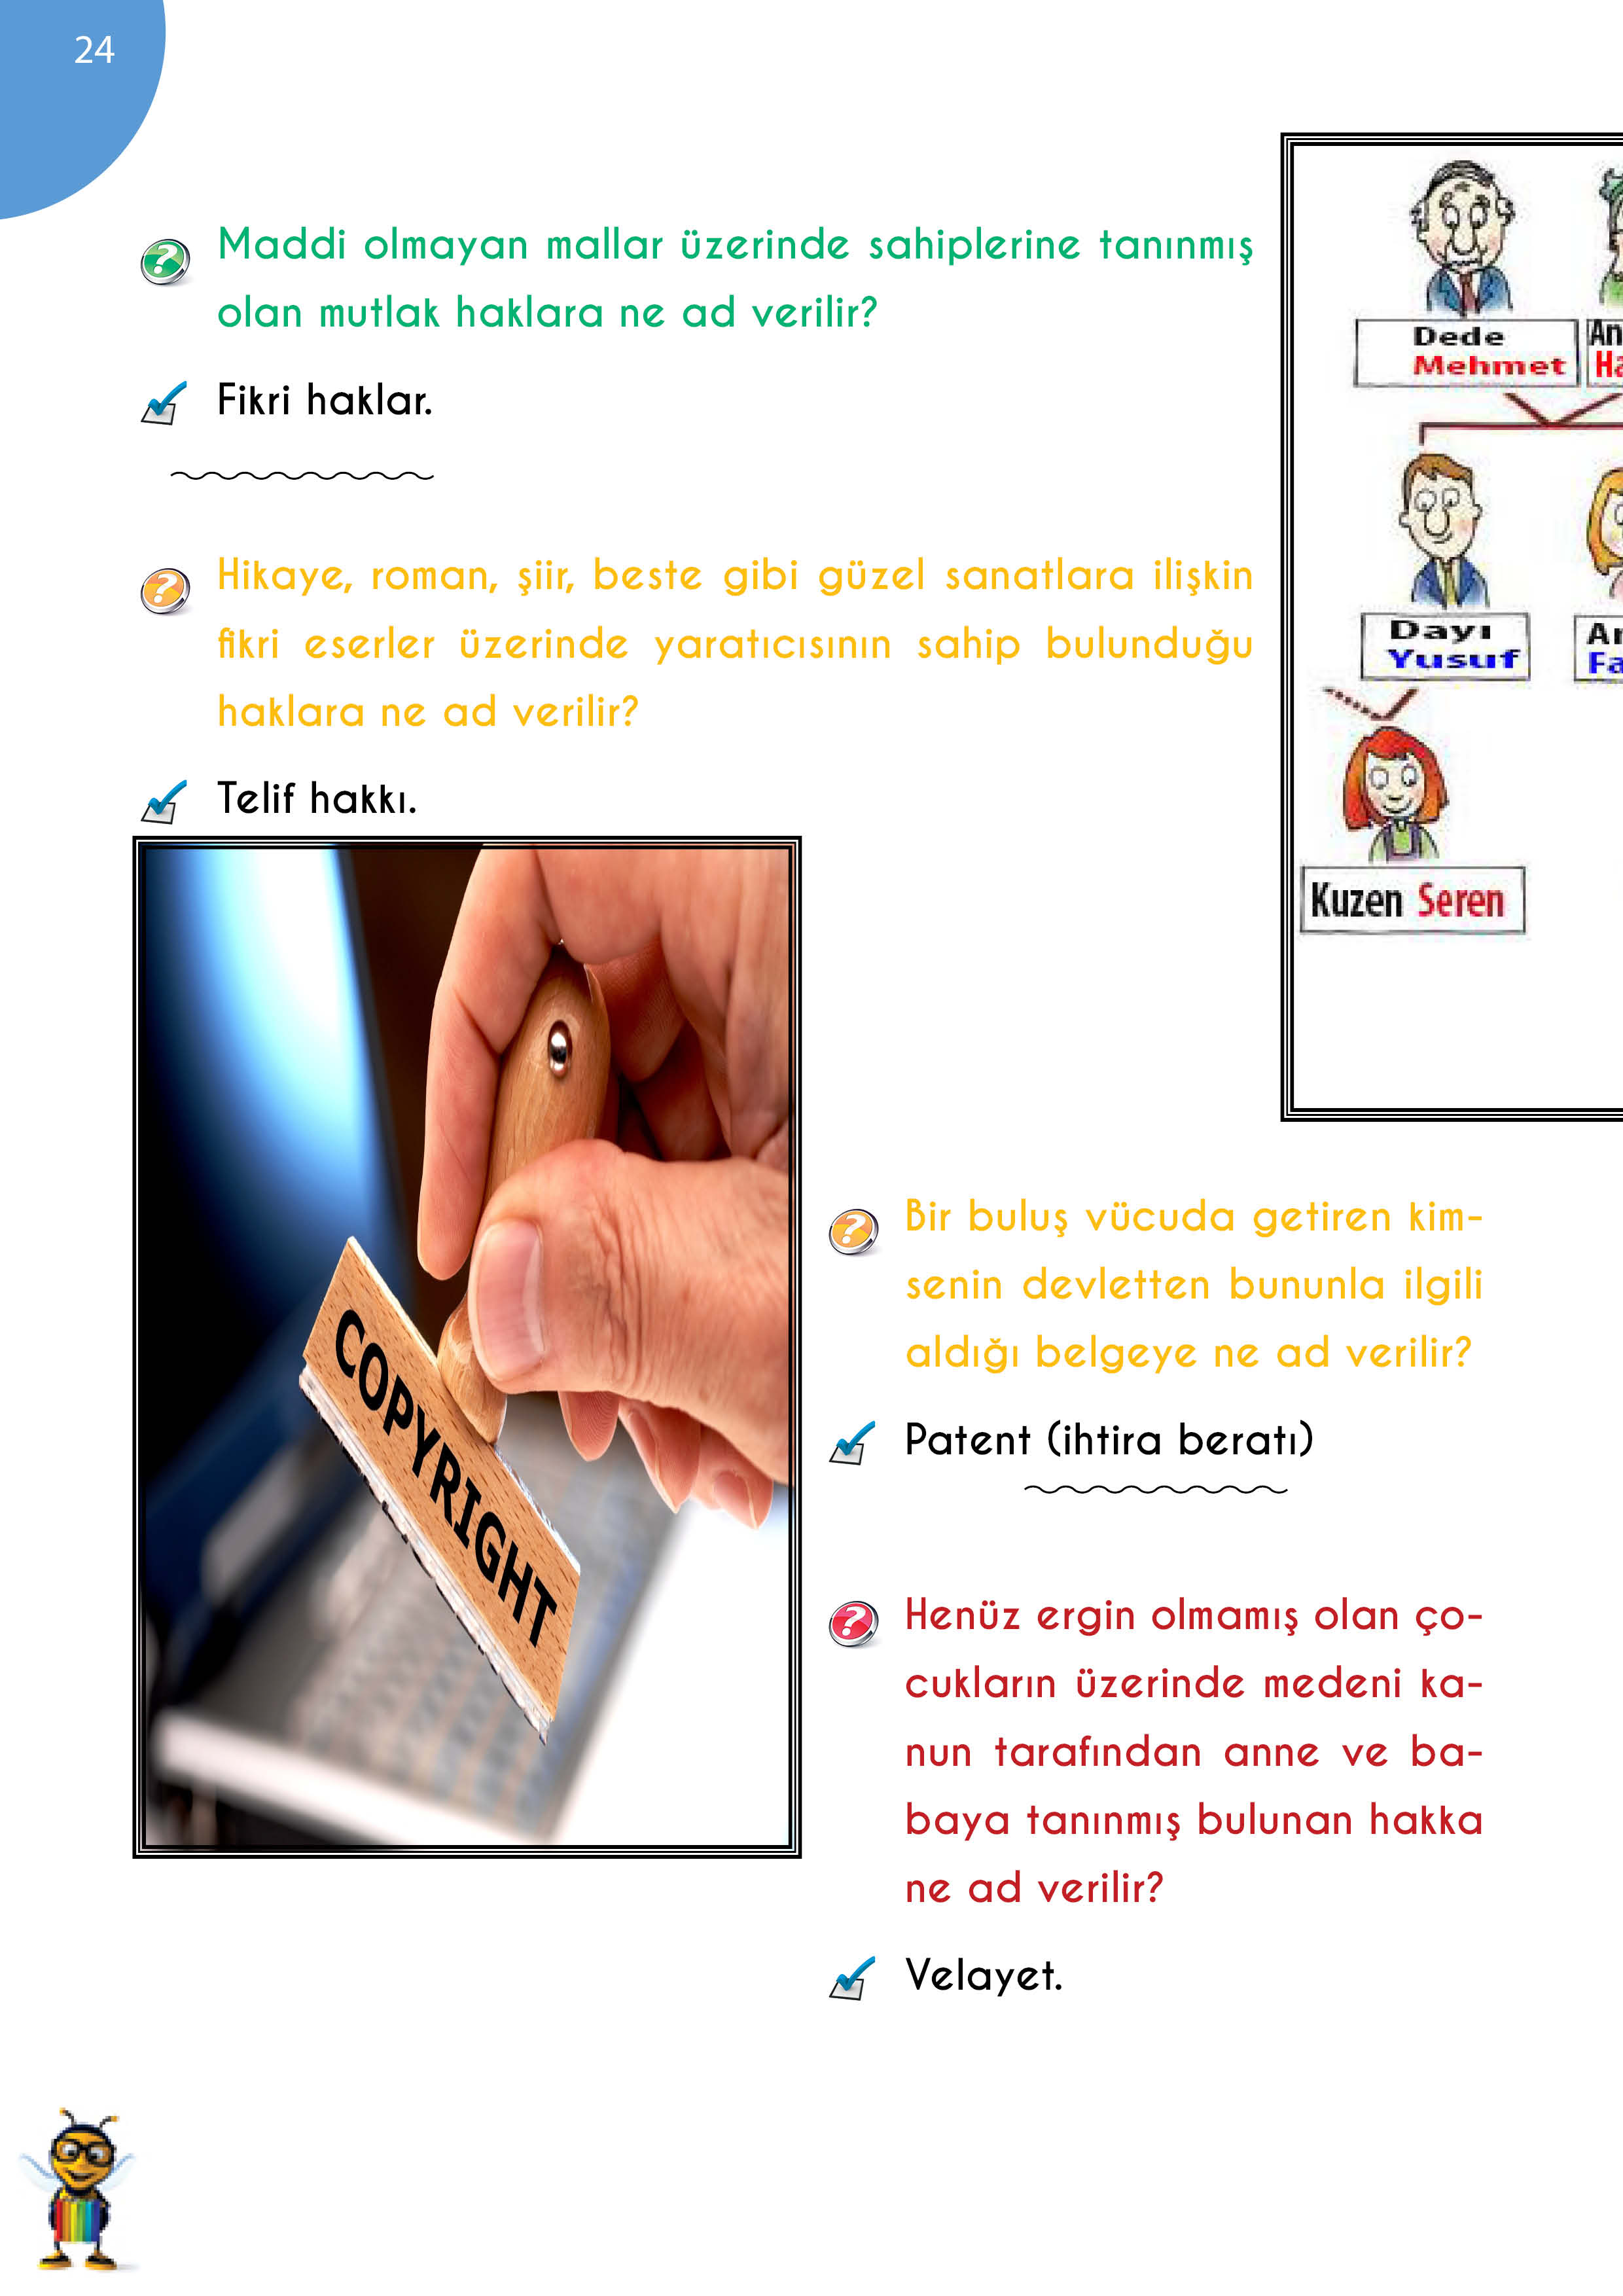 24
Maddi olmayan mallar üzerinde sahiplerine tanınmış
olan mutlak haklara ne ad verilir?
Fikri haklar.
Hikaye, roman, şiir, beste gibi güzel sanatlara ilişkin
fikri eserler üzerinde yaratıcısının sahip bulunduğu
haklara ne ad verilir?
Telif hakkı.
COPYRIGHT
Dede
Mehmet
Dayı
Yusuf
Kuzen Seren
Bir buluş vücuda getiren kim-
senin devletten bununla ilgili
aldığı belgeye ne ad verilir?
Patent (ihtira beratı)
Henüz ergin olmamış olan ço-
cukların üzerinde medeni ka-
nun tarafından anne ve ba-
baya tanınmış bulunan hakka
ne ad verilir?
Velayet.